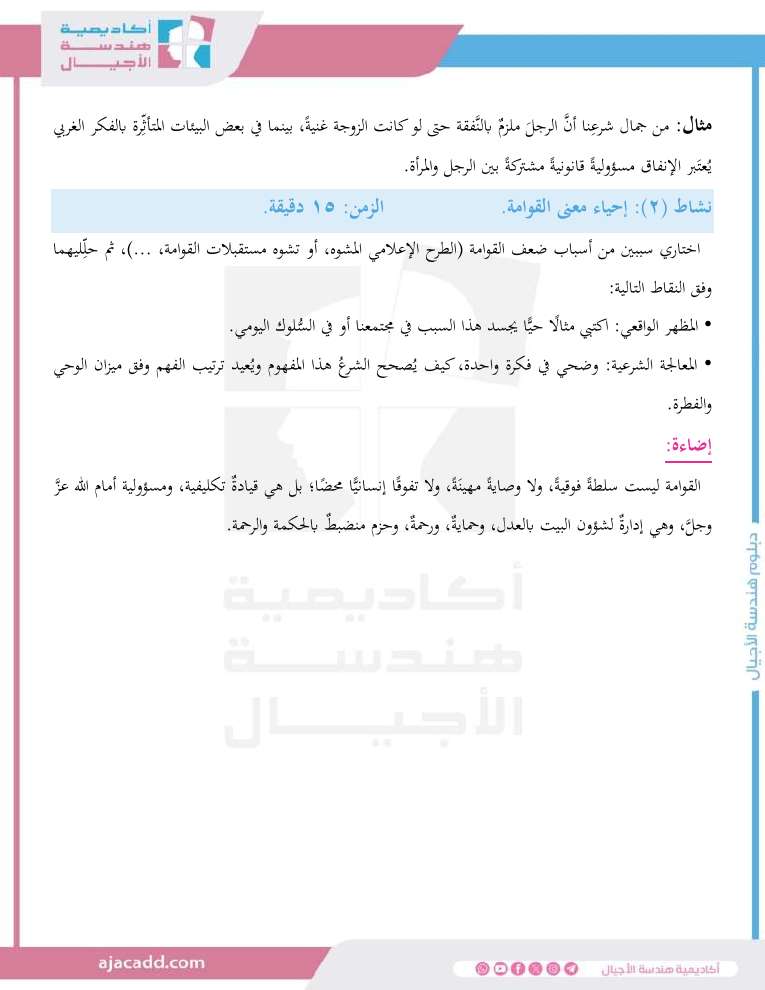 أكاديمية
هندسة
الأجيال
مثال: من جمال شرعِنا أنَّ الرجلَ ملزمٌ بالنَّفقة حتى لو كانت الزوجة غنيةً، بينما في بعض البيئات المتأثِّرة بالفكر الغربي
يُعتَبر الإنفاق مسؤوليةً قانونيةً مشتركةً بين الرجل والمرأة.
نشاط (٢): إحياء معنى القوامة. الزمن: ١٥ دقيقة.
اختاري سببين من أسباب ضعف القوامة (الطرح الإعلامي المشوه، أو تشوه مستقبلات القوامة، ...)، ثم حلِّليهما
وفق النقاط التالية:
• المظهر الواقعي: اكتبي مثالًا حيًّا يجسد هذا السبب في مجتمعنا أو في السُّلوك اليومي.
• المعالجة الشرعية: وضحي في فكرة واحدة، كيف يُصحح الشرعُ هذا المفهوم ويُعيد ترتيب الفهم وفق ميزان الوحي
والفطرة.
إضاءة:
القوامة ليست سلطةً فوقيةً، ولا وصايةً مهينَةً، ولا تفوقًا إنسانيًّا محضًا؛ بل هي قيادةٌ تكليفية، ومسؤولية أمام الله عزَّ
وجلَّ، وهي إدارةٌ لشؤون البيت بالعدل، وحمايةٌ، ورحمةٌ، وحزم منضبطٌ بالحكمة والرحمة.
أكاديمية
هندسة
الأجيال
دبلوم هندسة الأجيال
ajacadd.com
أكاديمية هندسة الأجيال